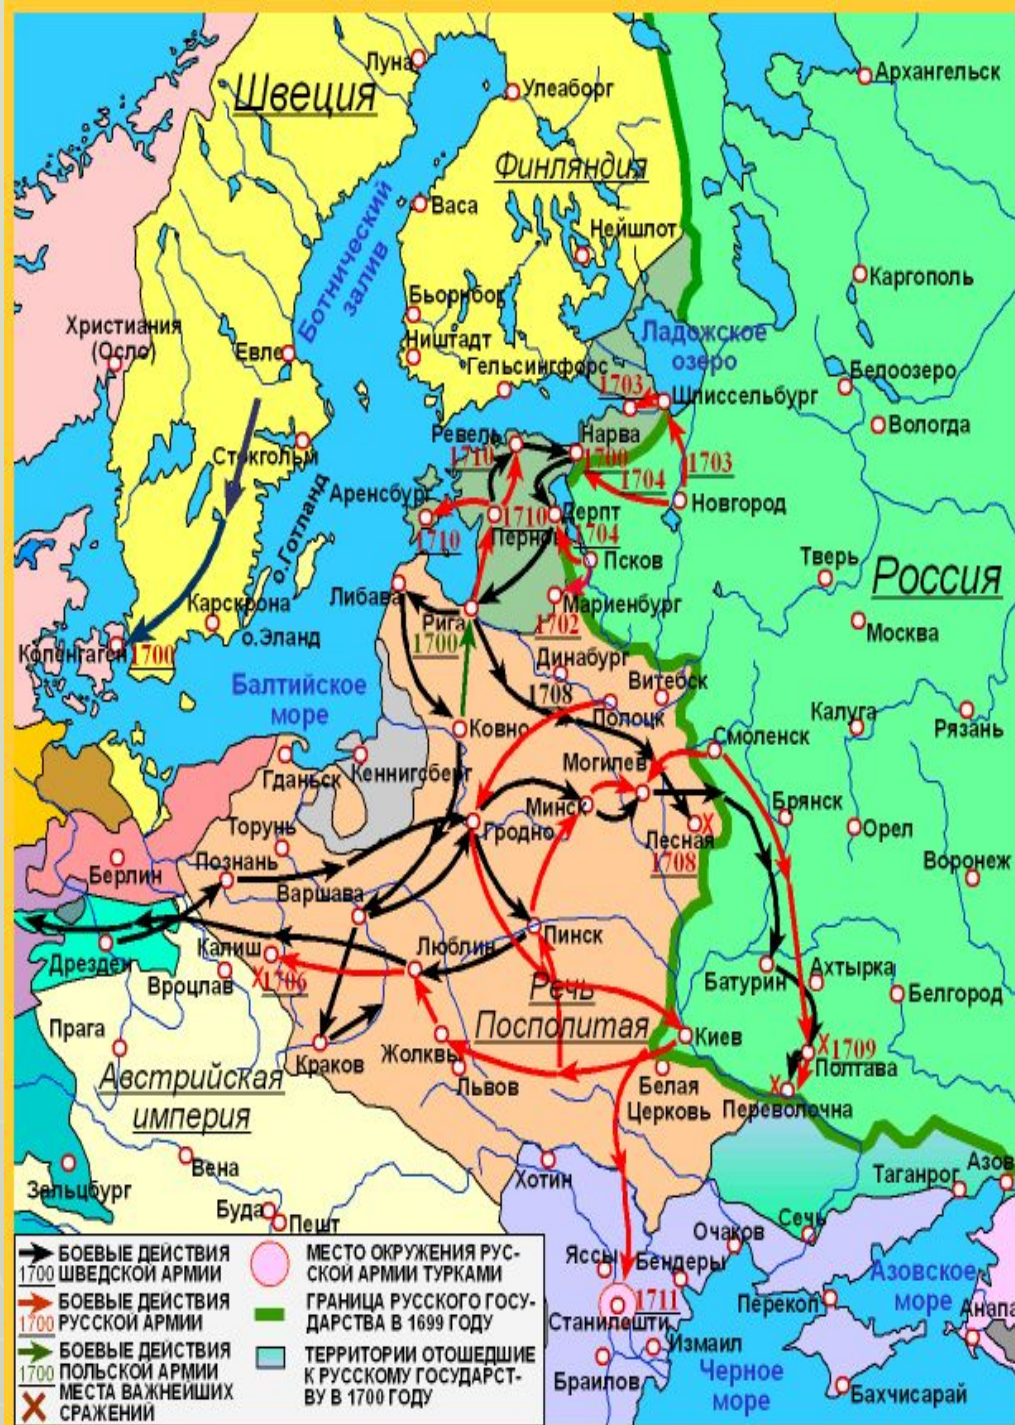 Луна
Швеция
Улеаборг
Архангельск
Финляндия
Васа
Нейшлот
Ботнический
залив
Каргополь
Бьорнборг
Христиания
(Осло)
Евле
Ништадт
Ладожское
озеро
Гельсингфорс
1703
Шлиссельбург
Белоозеро
Вологда
Ревель
1710
Нарва
1700
Стокгольм
1703
1704
Аренсбург
Новгород
1710
1710
Пернов
Дерпт
1704
о.Готланд
Псков
Тверь
Россия
Либава
Карскрона
Мариенбург
1702
Рига
1700
о.Эланд
Москва
Копенгаген
1700
Динабург
1708
Витебск
Балтийское
море
Полоцк
Калуга
Рязань
Ковно
Смоленск
Гданьск
Кеннигсберг
Могилев
Минск
Брянск
Торунь
Гродно
Лесная
1708
Орел
Берлин
Познань
Варшава
Воронеж
Калиш
Люблин
Пинск
Дрезден
1706
Вроцлав
Речь
Посполитая
Батурин
Ахтырка
Белгород
Прага
Краков
Жолквы
Киев
1709
Полтава
Львов
Белая
Церковь
Переволочна
Австрийская
империя
Вена
Хотин
Таганрог
Азов
Зальцбург
Буда
Пешт
Сечь
Очаков
Яссы
Бендеры
Азовское
море
Перекоп
Анапа
1711
Станилешти
Измаил
Браилов
Черное
море
Бахчисарай
БОЕВЫЕ ДЕЙСТВИЯ
1700 ШВЕДСКОЙ АРМИИ
БОЕВЫЕ ДЕЙСТВИЯ
1700 РУССКОЙ АРМИИ
БОЕВЫЕ ДЕЙСТВИЯ
1700 ПОЛЬСКОЙ АРМИИ
МЕСТА ВАЖНЕЙШИХ
СРАЖЕНИЙ
МЕСТО ОКРУЖЕНИЯ РУС-
СКОЙ АРМИИ ТУРКАМИ
ГРАНИЦА РУССКОГО ГОСУ-
ДАРСТВА В 1699 ГОДУ
ТЕРРИТОРИИ ОТОШЕДШИЕ
К РУССКОМУ ГОСУДАРСТ-
ВУ В 1700 ГОДУ